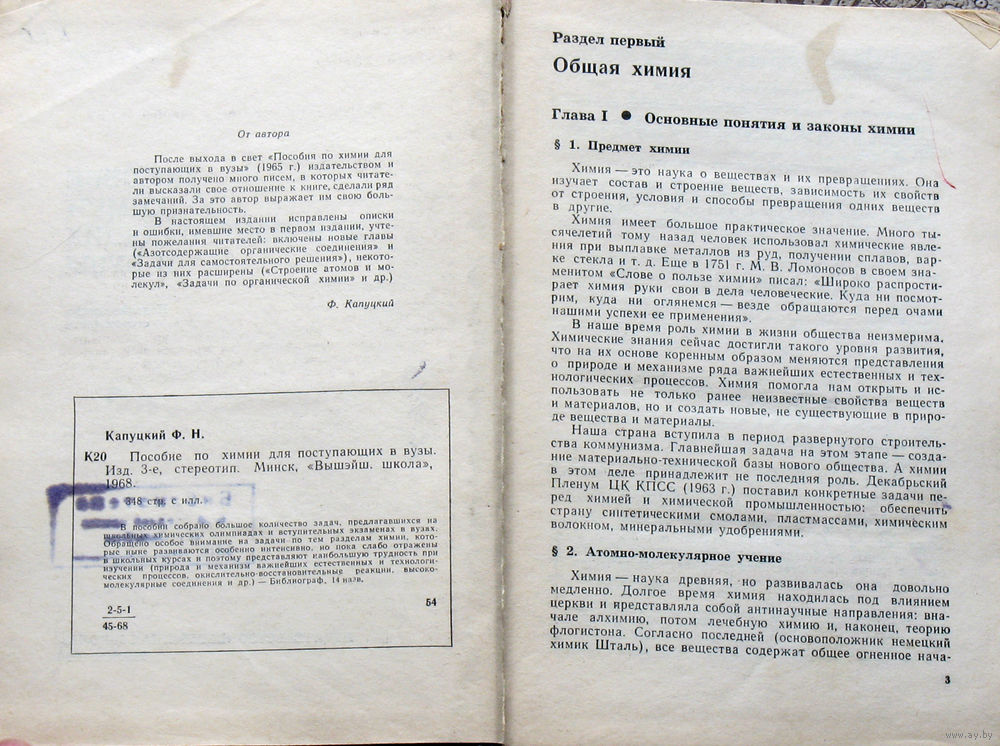 От автора
После выхода в свет «Пособия по химии для
поступающих в вузы» (1965 г.) издательством и
автором получено много писем, в которых читате-
ли высказали свое отношение к книге, сделали ряд
замечаний. За это автор выражает им свою боль-
шую признательность.
В настоящем издании исправлены описки
и ошибки, имевшие место в первом издании, учте-
ны пожелания читателей: включены новые главы
(«Азотсодержащие органические соединения» и
«Задачи для самостоятельного решения»), некото-
рые из них расширены («Строение атомов и мо-
лекул», «Задачи по органической химии» и др.)
Ф. Капуцкий
Капуцкий Ф. Н.
К20 Пособие по химии для поступающих в вузы.
Изд. 3-е, стереотип. Минск, «Вышэйш. школа»,
1968.
348 стр. с илл.
В пособии собрано большое количество задач, предлагавшихся на
школьных химических олимпиадах и вступительных экзаменах в вузах.
Обращено особое внимание на задачи по тем разделам химии, кото-
рые ныне развиваются особенно интенсивно, но пока слабо отражены
в школьных курсах и поэтому представляют наибольшую трудность при
изучении (природа и механизм важнейших естественных и технологи-
ческих процессов, окислительно-восстановительные реакции, высоко-
молекулярные соединения и др.) — Библиограф. 14 назв.
2-5-1
45-68
54
Раздел первый
Общая химия
Глава I ● Основные понятия и законы химии
§ 1. Предмет химии
Химия — это наука о веществах и их превращениях. Она
изучает состав и строение веществ, зависимость их свойств
от строения, условия и способы превращения одних веществ
в другие.
Химия имеет большое практическое значение. Много ты-
сячелетий тому назад человек использовал химические явле-
ния при выплавке металлов из руд, получении сплавов, вар-
ке стекла и т. д. Еще в 1751 г. М. В. Ломоносов в своем зна-
менитом «Слове о пользе химии» писал: «Широко распрости-
рает химия руки свои в дела человеческие. Куда ни посмот-
рим, куда ни оглянемся — везде обращаются перед очами
нашими успехи ее применения».
В наше время роль химии в жизни общества неизмерима.
Химические знания сейчас достигли такого уровня развития,
что на их основе коренным образом меняются представления
о природе и механизме ряда важнейших естественных и тех-
нологических процессов. Химия помогла нам открыть и ис-
пользовать не только ранее неизвестные свойства веществ
и материалов, но и создать новые, не существующие в приро-
де вещества и материалы.
Наша страна вступила в период развернутого строитель-
ства коммунизма. Главнейшая задача на этом этапе — созда-
ние материально-технической базы нового общества. А химии
в этом деле принадлежит не последняя роль. Декабрьский
Пленум ЦК КПСС (1963 г.) поставил конкретные задачи пе-
ред химией и химической промышленностью: обеспечить
страну синтетическими смолами, пластмассами, химическим
волокном, минеральными удобрениями.
§ 2. Атомно-молекулярное учение
Химия — наука древняя, но развивалась она довольно
медленно. Долгое время химия находилась под влиянием
церкви и представляла собой антинаучные направления: вна-
чале алхимию, потом лечебную химию и, наконец, теорию
флогистона. Согласно последней (основоположник немецкий
химик Шталь), все вещества содержат общее огненное нача-
3
www.ay.by